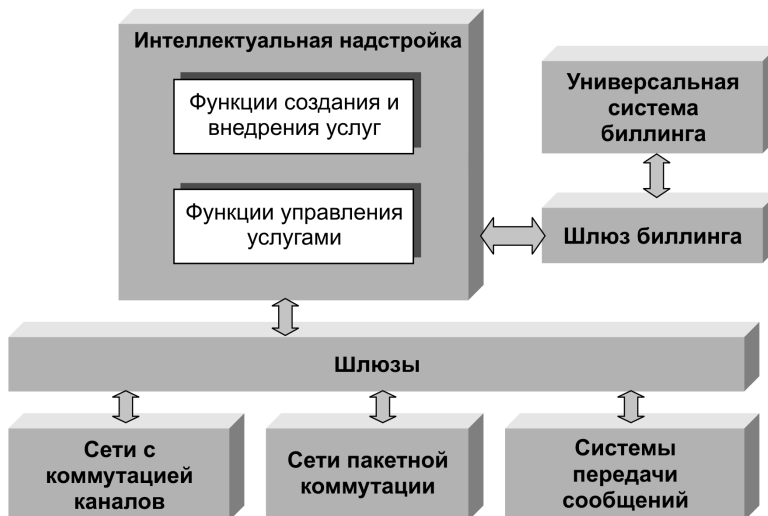 Интеллектуальная надстройка
Функции создания и
внедрения услуг
Функции управления
услугами
Универсальная
система
биллинга
Шлюз биллинга
Шлюзы
Сети с
коммутацией
каналов
Сети пакетной
коммутации
Системы
передачи
сообщений